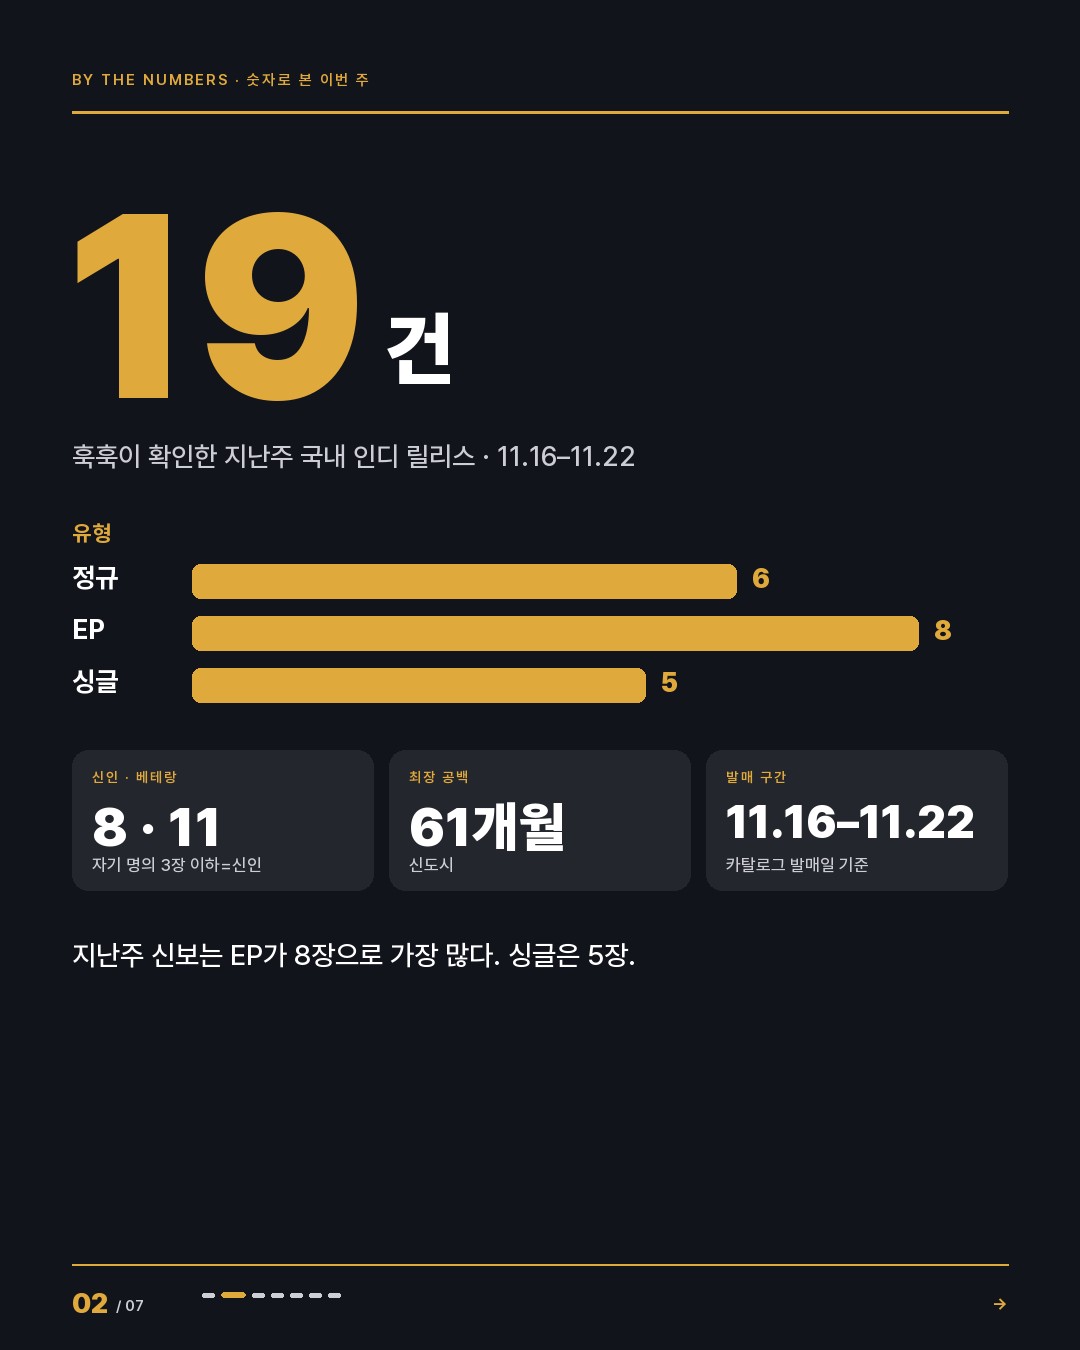 BY THE NUMBERS · 숫자로 본 이번 주
19 건
훅훅이 확인한 지난주 국내 인디 릴리스 · 11.16–11.22
유형
정규 6
EP 8
싱글 5
신인 · 베테랑
8 · 11
자기 명의 3장 이하=신인
최장 공백
61개월
신도시
발매 구간
11.16–11.22
카탈로그 발매일 기준
지난주 신보는 EP가 8장으로 가장 많다. 싱글은 5장.
02 / 07 →